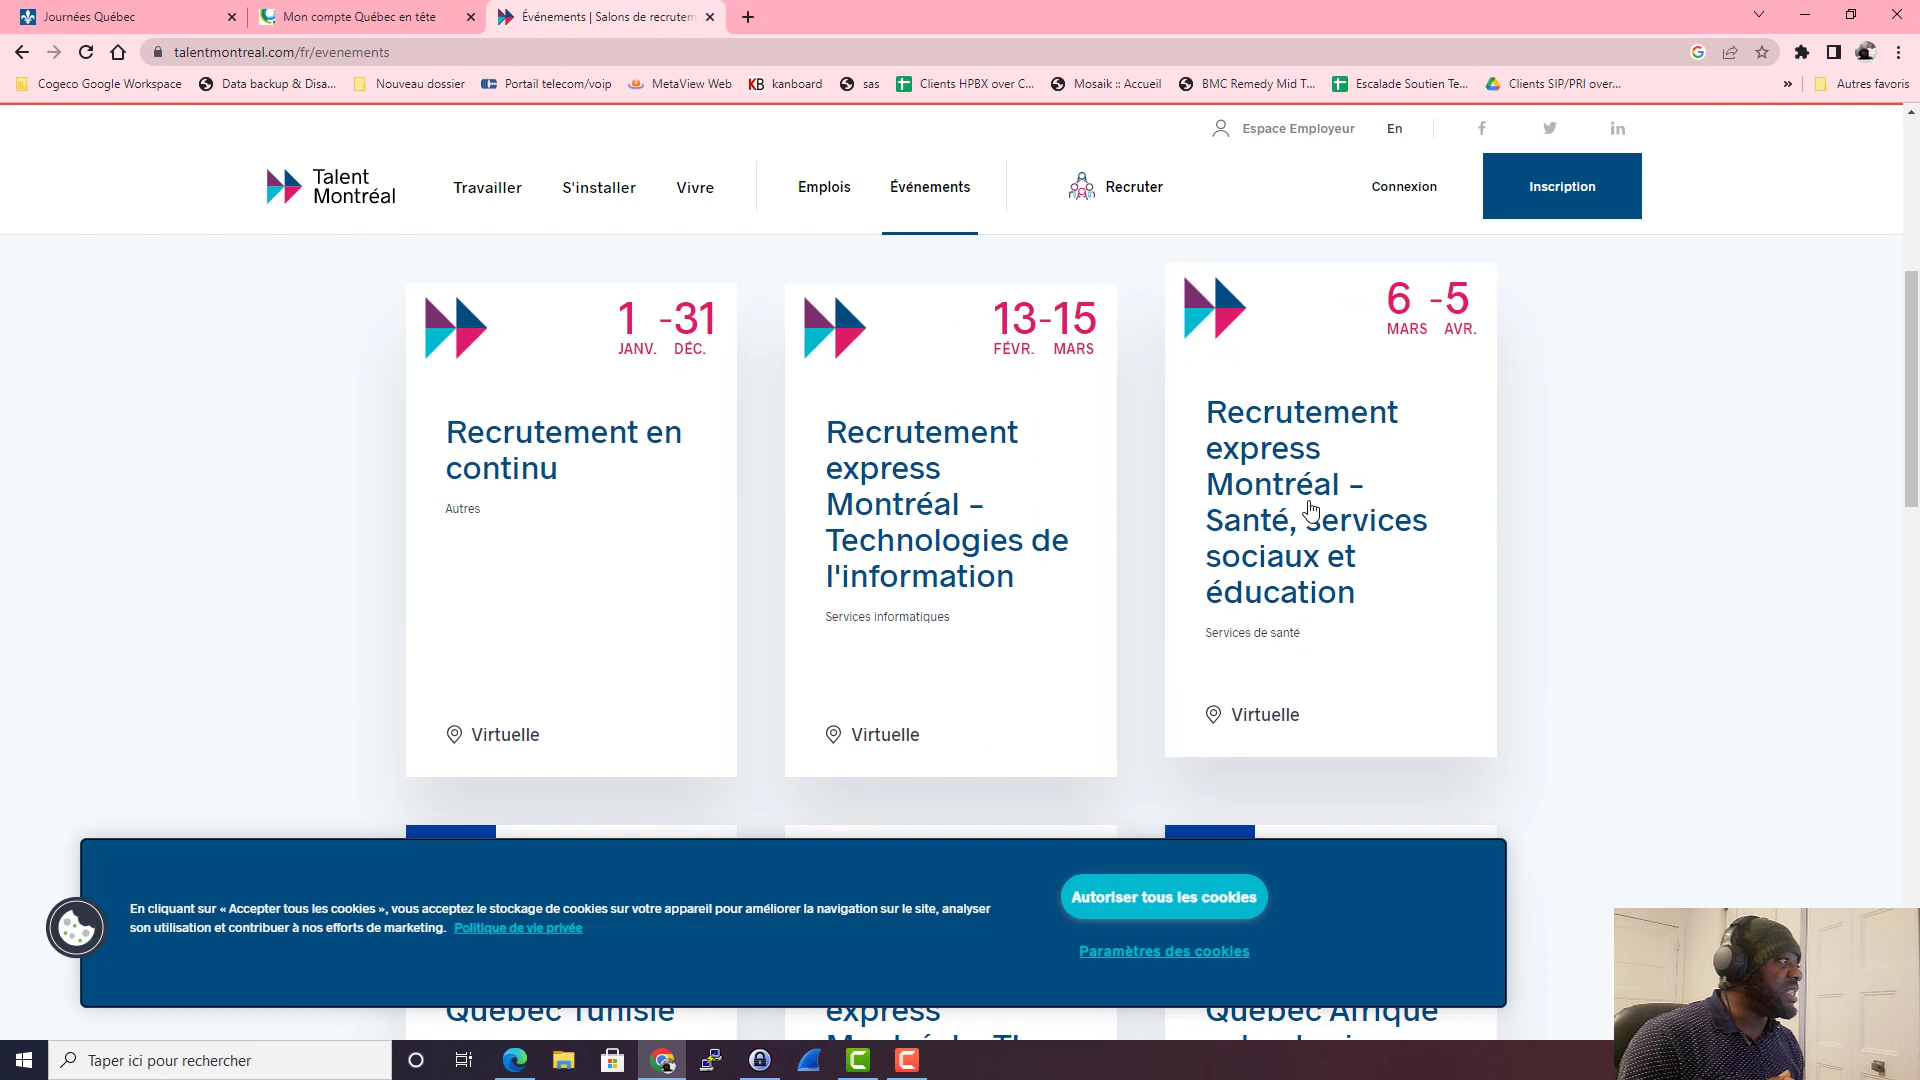 Journées Québec
Mon compte Québec en tête
Événements | Salons de recrutem
talentmontreal.com/fr/evenements
Cogeco Google Workspace
Data backup & Disa...
Nouveau dossier
Portail telecom/voip
MetaView Web
KB kanboard
sas
Clients HPBX over C...
Mosaik :: Accueil
BMC Remedy Mid T...
Escalade Soutien Te...
Clients SIP/PRI over...
»
Autres favoris
Espace Employeur
En
Talent
Montréal
Travailler
S'installer
Vivre
Emplois
Événements
Recruter
Connexion
Inscription
1 -31
JANV. DÉC.
Recrutement en
continu
Autres
Virtuelle
13-15
FÉVR. MARS
Recrutement
express
Montréal –
Technologies de
l'information
Services informatiques
Virtuelle
6 -5
MARS AVR.
Recrutement
express
Montréal –
Santé, services
sociaux et
éducation
Services de santé
Virtuelle
En cliquant sur « Accepter tous les cookies », vous acceptez le stockage de cookies sur votre appareil pour améliorer la navigation sur le site, analyser
son utilisation et contribuer à nos efforts de marketing. Politique de vie privée
Autoriser tous les cookies
Paramètres des cookies
Québec Tunisie
express
Québec Afrique
Taper ici pour rechercher